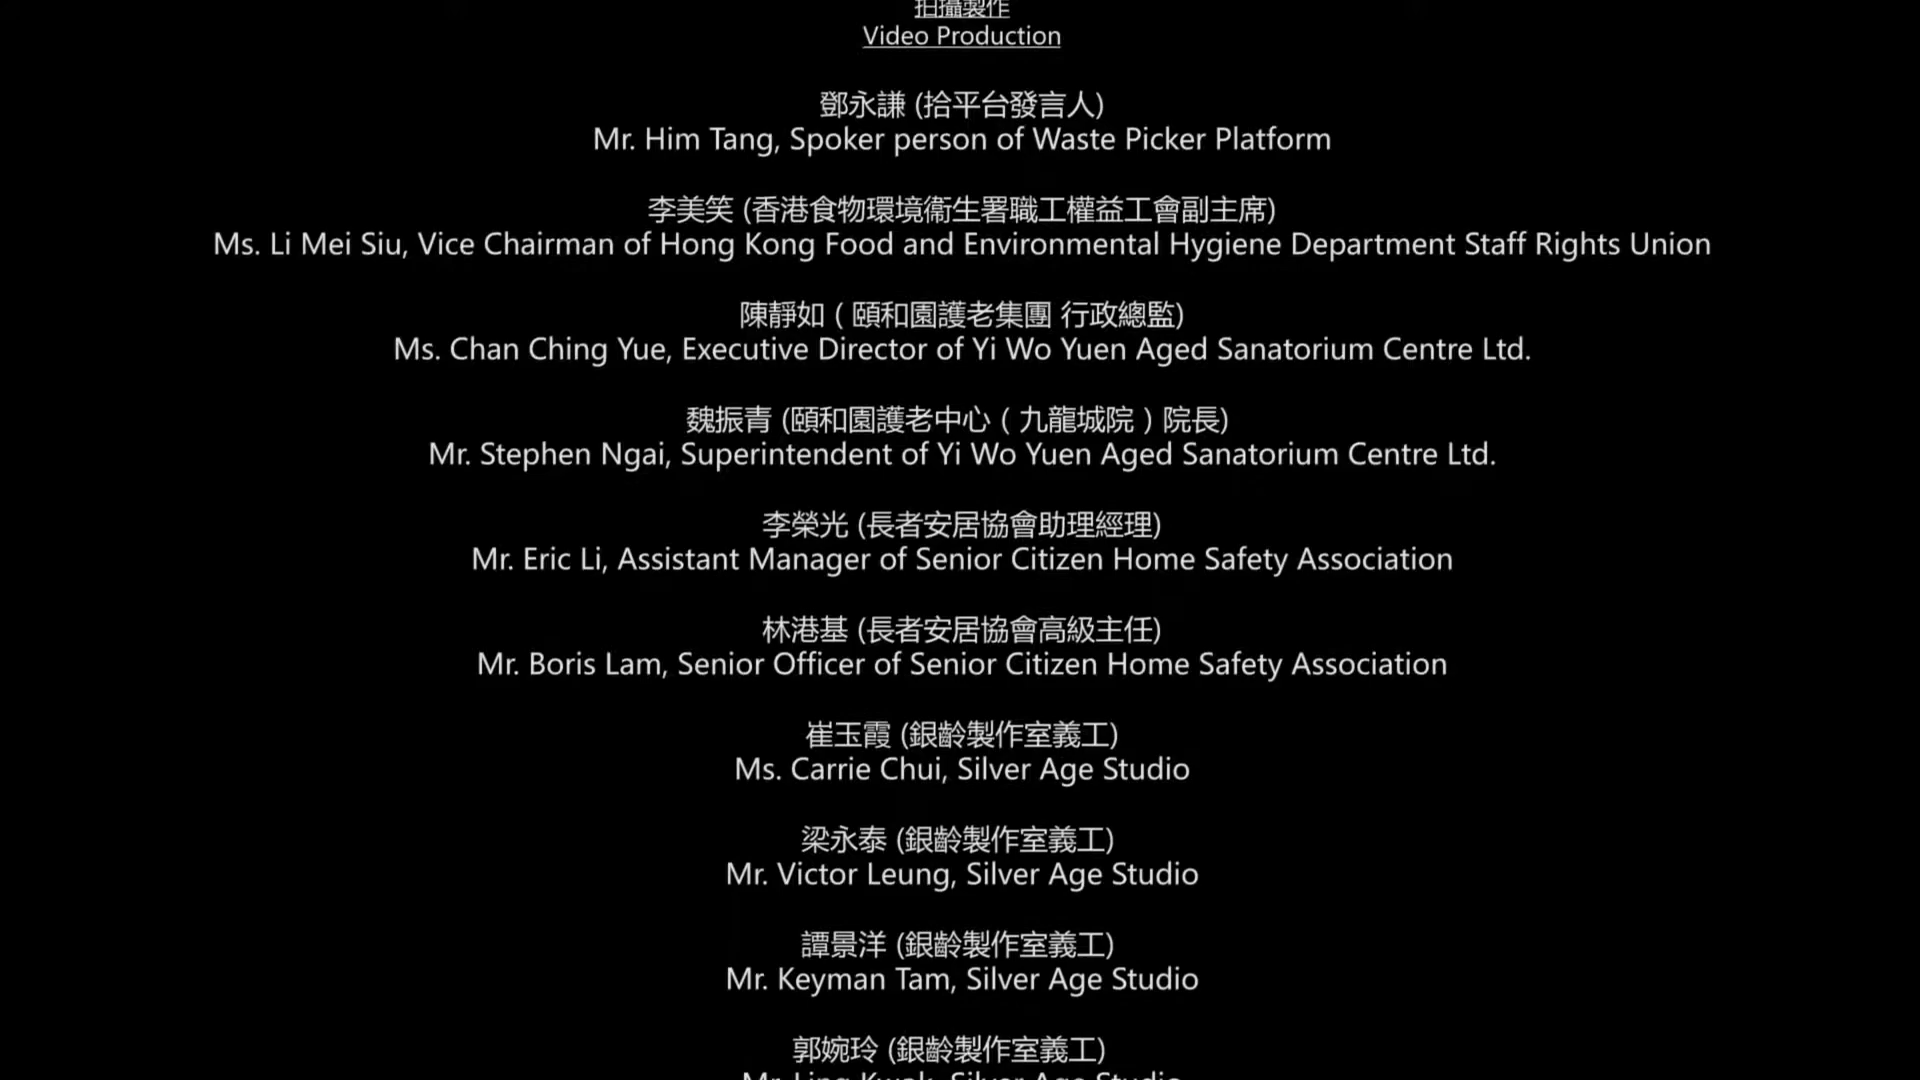 拍攝製作
Video Production
鄧永謙 (拾平台發言人)
Mr. Him Tang, Spoker person of Waste Picker Platform
李美笑 (香港食物環境衞生署職工權益工會副主席)
Ms. Li Mei Siu, Vice Chairman of Hong Kong Food and Environmental Hygiene Department Staff Rights Union
陳靜如 ( 頤和園護老集團 行政總監)
Ms. Chan Ching Yue, Executive Director of Yi Wo Yuen Aged Sanatorium Centre Ltd.
魏振青 (頤和園護老中心 ( 九龍城院 ) 院長)
Mr. Stephen Ngai, Superintendent of Yi Wo Yuen Aged Sanatorium Centre Ltd.
李榮光 (長者安居協會助理經理)
Mr. Eric Li, Assistant Manager of Senior Citizen Home Safety Association
林港基 (長者安居協會高級主任)
Mr. Boris Lam, Senior Officer of Senior Citizen Home Safety Association
崔玉霞 (銀齡製作室義工)
Ms. Carrie Chui, Silver Age Studio
梁永泰 (銀齡製作室義工)
Mr. Victor Leung, Silver Age Studio
譚景洋 (銀齡製作室義工)
Mr. Keyman Tam, Silver Age Studio
郭婉玲 (銀齡製作室義工)
Mr. Ling Kwok, Silver Age Studio